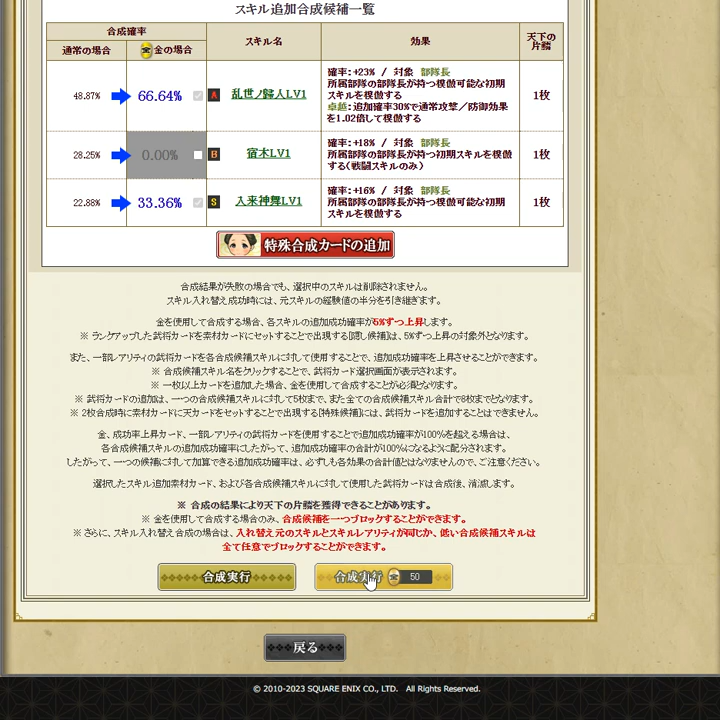 スキル追加合成候補一覧
合成確率
スキル名
効果
天下の
片鱗
通常の場合
金の場合
48.87%
66.64%
A
乱世ノ歸人LV1
確率:+23% / 対象 部隊長
所属部隊の部隊長が持つ模倣可能な初期
スキルを模倣する
卓越:追加確率30%で通常攻撃/防御効果
を1.02倍して模倣する
1枚
28.25%
0.00%
B
宿木LV1
確率:+18% / 対象 部隊長
所属部隊の部隊長が持つ初期スキルを模倣
する(戦闘スキルのみ)
1枚
22.88%
33.36%
S
入来神舞LV1
確率:+16% / 対象 部隊長
所属部隊の部隊長が持つ模倣可能な初期
スキルを模倣する
1枚
特殊合成カードの追加
合成結果が失敗の場合でも、選択中のスキルは削除されません。
スキル入れ替え成功時には、元スキルの経験値の半分を引き継ぎます。
金を使用して合成する場合、各スキルの追加成功確率が5%ずつ上昇します。
※ ランクアップした武将カードを素材カードにセットすることで出現する[隠し候補]は、5%ずつ上昇の対象外となります。
また、一部レアリティの武将カードを各合成候補スキルに対して使用することで、追加成功確率を上昇させることができます。
※ 合成候補スキル名をクリックすることで、武将カード選択画面が表示されます。
※ 一枚以上カードを追加した場合、金を使用して合成することが必須となります。
※ 武将カードの追加は、一つの合成候補スキルに対して5枚まで、また全ての合成候補スキル合計で8枚までとなります。
※ 2枚合成時に素材カードに天カードをセットすることで出現する[特殊候補]には、武将カードを追加することはできません。
金、成功率上昇カード、一部レアリティの武将カードを使用することで追加成功確率が100%を超える場合は、
各合成候補スキルの追加成功確率にしたがって、追加成功確率の合計が100%になるように配分されます。
したがって、一つの候補に対して加算できる追加成功確率は、必ずしも各効果の合計値とはなりませんので、ご注意ください。
選択したスキル追加素材カード、および各合成候補スキルに対して使用した武将カードは合成後、消滅します。
※ 合成の結果により天下の片鱗を獲得できることがあります。
※ 金を使用して合成する場合のみ、合成候補を一つブロックすることができます。
※ さらに、スキル入れ替え合成の場合は、入れ替え元のスキルとスキルレアリティが同じか、低い合成候補スキルは
全て任意でブロックすることができます。
合成実行
合成実行 金 50
戻る
© 2010-2023 SQUARE ENIX CO., LTD. All Rights Reserved.